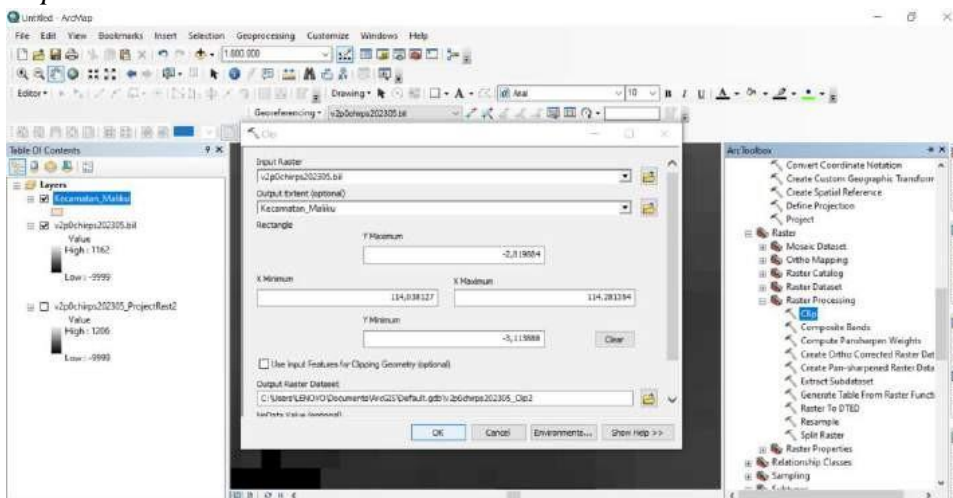 Untitled - ArcMap
File Edit View Bookmarks Insert Selection Geoprocessing Customize Windows Help
Editor
Drawing
Arial
10
B I U A
Georeferencing
v2p0chirps202305.bil
Table Of Contents
Layers
Kecamatan_Maliku
v2p0chirps202305.bil
Value
High : 1162
Low : -9999
v2p0chirps202305_ProjectRast2
Value
High : 1206
Low : -9999
Clip
Input Raster
v2p0chirps202305.bil
Output Extent (optional)
Kecamatan_Maliku
Rectangle
Y Maximum
-2,819884
X Minimum
X Maximum
114,038127
114,281384
Y Minimum
Clear
Use Input Features for Clipping Geometry (optional)
Output Raster Dataset
C:\Users\LENOVO\Documents\ArcGIS\Default.gdb\v2p0chirps202305_Clip2
NoData Value (optional)
OK Cancel Environments... Show Help >>
ArcToolbox
Convert Coordinate Notation
Create Custom Geographic Transform
Create Spatial Reference
Define Projection
Project
Raster
Mosaic Dataset
Ortho Mapping
Raster Catalog
Raster Dataset
Raster Processing
Clip
Composite Bands
Compute Pansharpen Weights
Create Ortho Corrected Raster Dat
Create Pan-sharpened Raster Data
Extract Subdataset
Generate Table From Raster Funct
Raster To DTED
Resample
Split Raster
Raster Properties
Relationship Classes
Sampling